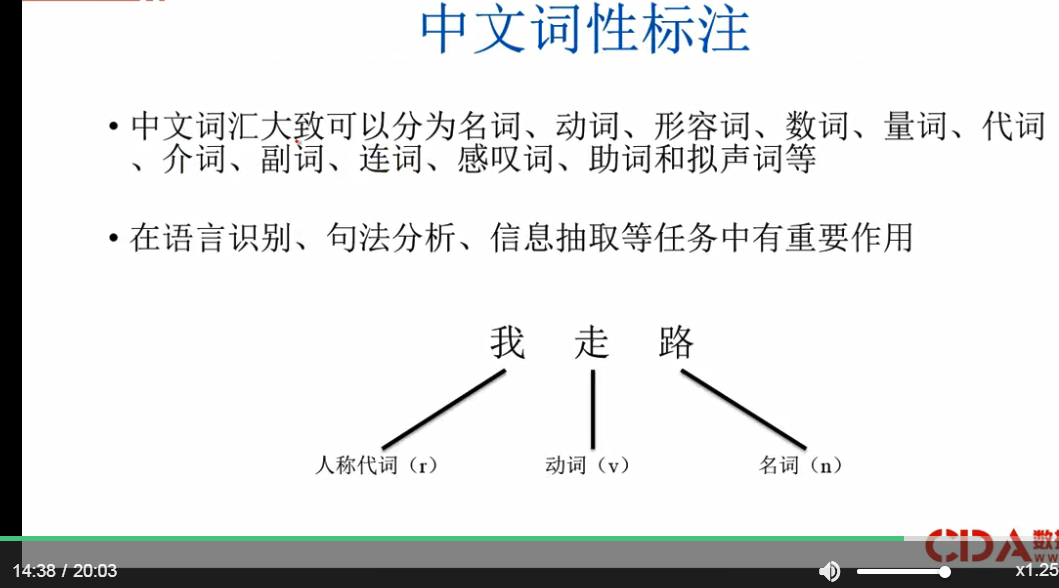 中文词性标注
• 中文词汇大致可以分为名词、动词、形容词、数词、量词、代词
、介词、副词、连词、感叹词、助词和拟声词等
• 在语言识别、句法分析、信息抽取等任务中有重要作用
我 走 路
人称代词（r） 动词（v） 名词（n）
CDA 数据
14:38 / 20:03 x1.25